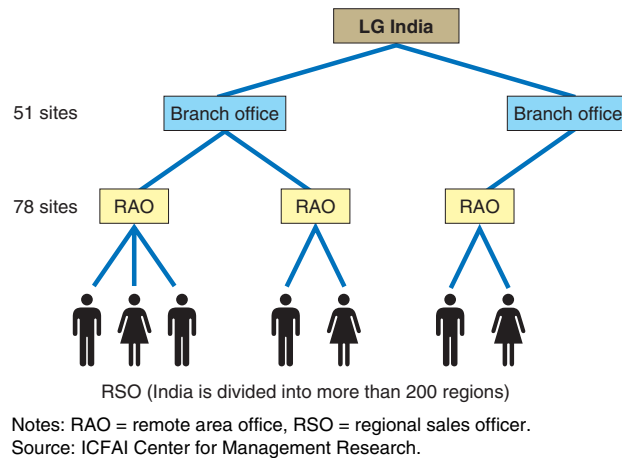 LG India
51 sites
Branch office
Branch office
78 sites
RAO
RAO
RAO
RSO (India is divided into more than 200 regions)
Notes: RAO = remote area office, RSO = regional sales officer.
Source: ICFAI Center for Management Research.